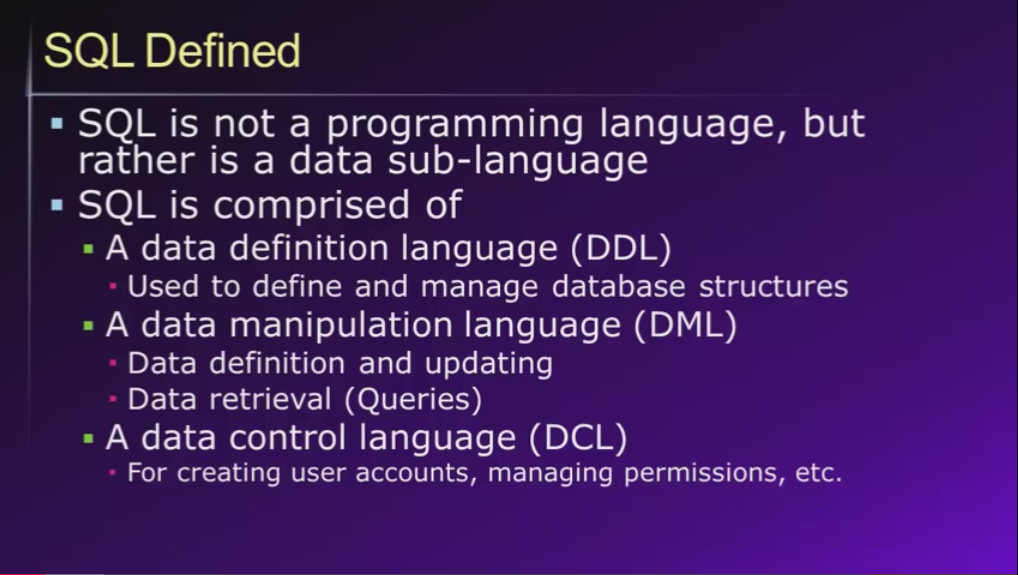 SQL Defined
SQL is not a programming language, but
rather is a data sub-language
SQL is comprised of
A data definition language (DDL)
Used to define and manage database structures
A data manipulation language (DML)
Data definition and updating
Data retrieval (Queries)
A data control language (DCL)
For creating user accounts, managing permissions, etc.